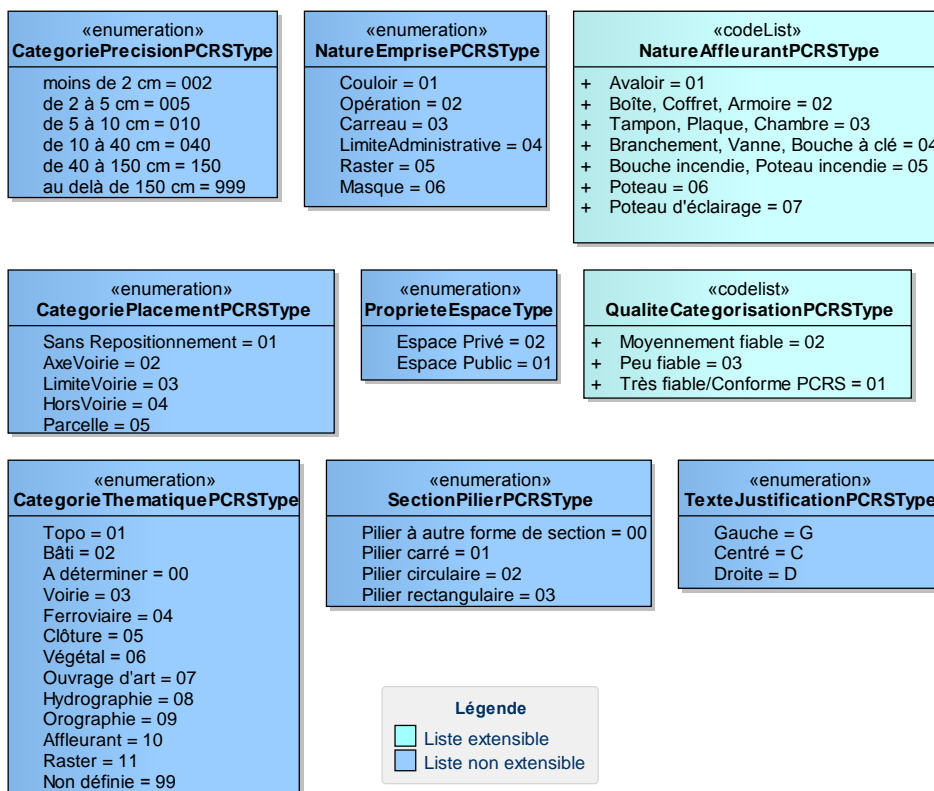 «enumeration»
CategoriePrecisionPCRSType
moins de 2 cm = 002
de 2 à 5 cm = 005
de 5 à 10 cm = 010
de 10 à 40 cm = 040
de 40 à 150 cm = 150
au delà de 150 cm = 999
«enumeration»
NatureEmprisePCRSType
Couloir = 01
Opération = 02
Carreau = 03
LimiteAdministrative = 04
Raster = 05
Masque = 06
«codeList»
NatureAffleurantPCRSType
+ Avaloir = 01
+ Boîte, Coffret, Armoire = 02
+ Tampon, Plaque, Chambre = 03
+ Branchement, Vanne, Bouche à clé = 04
+ Bouche incendie, Poteau incendie = 05
+ Poteau = 06
+ Poteau d'éclairage = 07
«enumeration»
CategoriePlacementPCRSType
Sans Repositionnement = 01
AxeVoirie = 02
LimiteVoirie = 03
HorsVoirie = 04
Parcelle = 05
«enumeration»
ProprieteEspaceType
Espace Privé = 02
Espace Public = 01
«codelist»
QualiteCategorisationPCRSType
+ Moyennement fiable = 02
+ Peu fiable = 03
+ Très fiable/Conforme PCRS = 01
«enumeration»
CategorieThematiquePCRSType
Topo = 01
Bâti = 02
A déterminer = 00
Voirie = 03
Ferroviaire = 04
Clôture = 05
Végétal = 06
Ouvrage d'art = 07
Hydrographie = 08
Orographie = 09
Affleurant = 10
Raster = 11
Non définie = 99
«enumeration»
SectionPilierPCRSType
Pilier à autre forme de section = 00
Pilier carré = 01
Pilier circulaire = 02
Pilier rectangulaire = 03
«enumeration»
TexteJustificationPCRSType
Gauche = G
Centré = C
Droite = D
Légende
Liste extensible
Liste non extensible